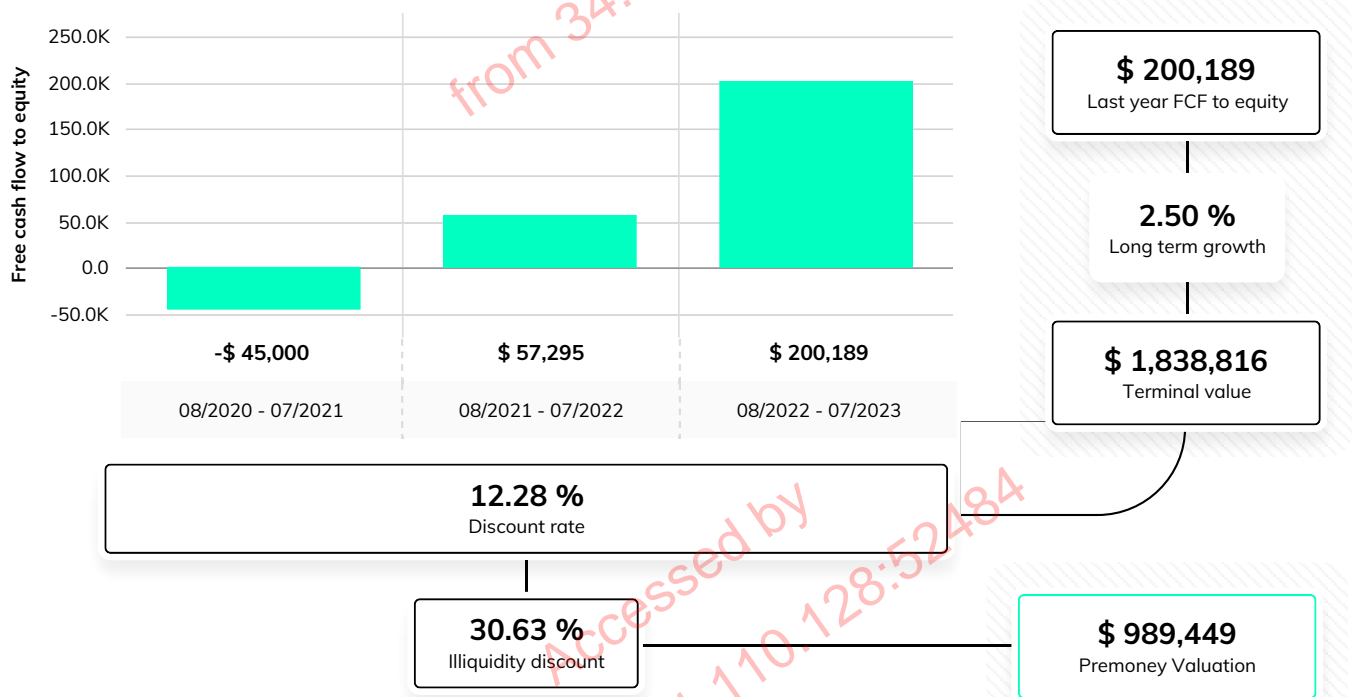 Free cash flow to equity
250.0K
200.0K
150.0K
100.0K
50.0K
0.0
-50.0K
-$ 45,000
$ 57,295
$ 200,189
08/2020 - 07/2021
08/2021 - 07/2022
08/2022 - 07/2023
12.28 %
Discount rate
30.63 %
Illiquidity discount
$ 200,189
Last year FCF to equity
2.50 %
Long term growth
$ 1,838,816
Terminal value
$ 989,449
Premoney Valuation
Accessed by
from 34.
110.128:52484